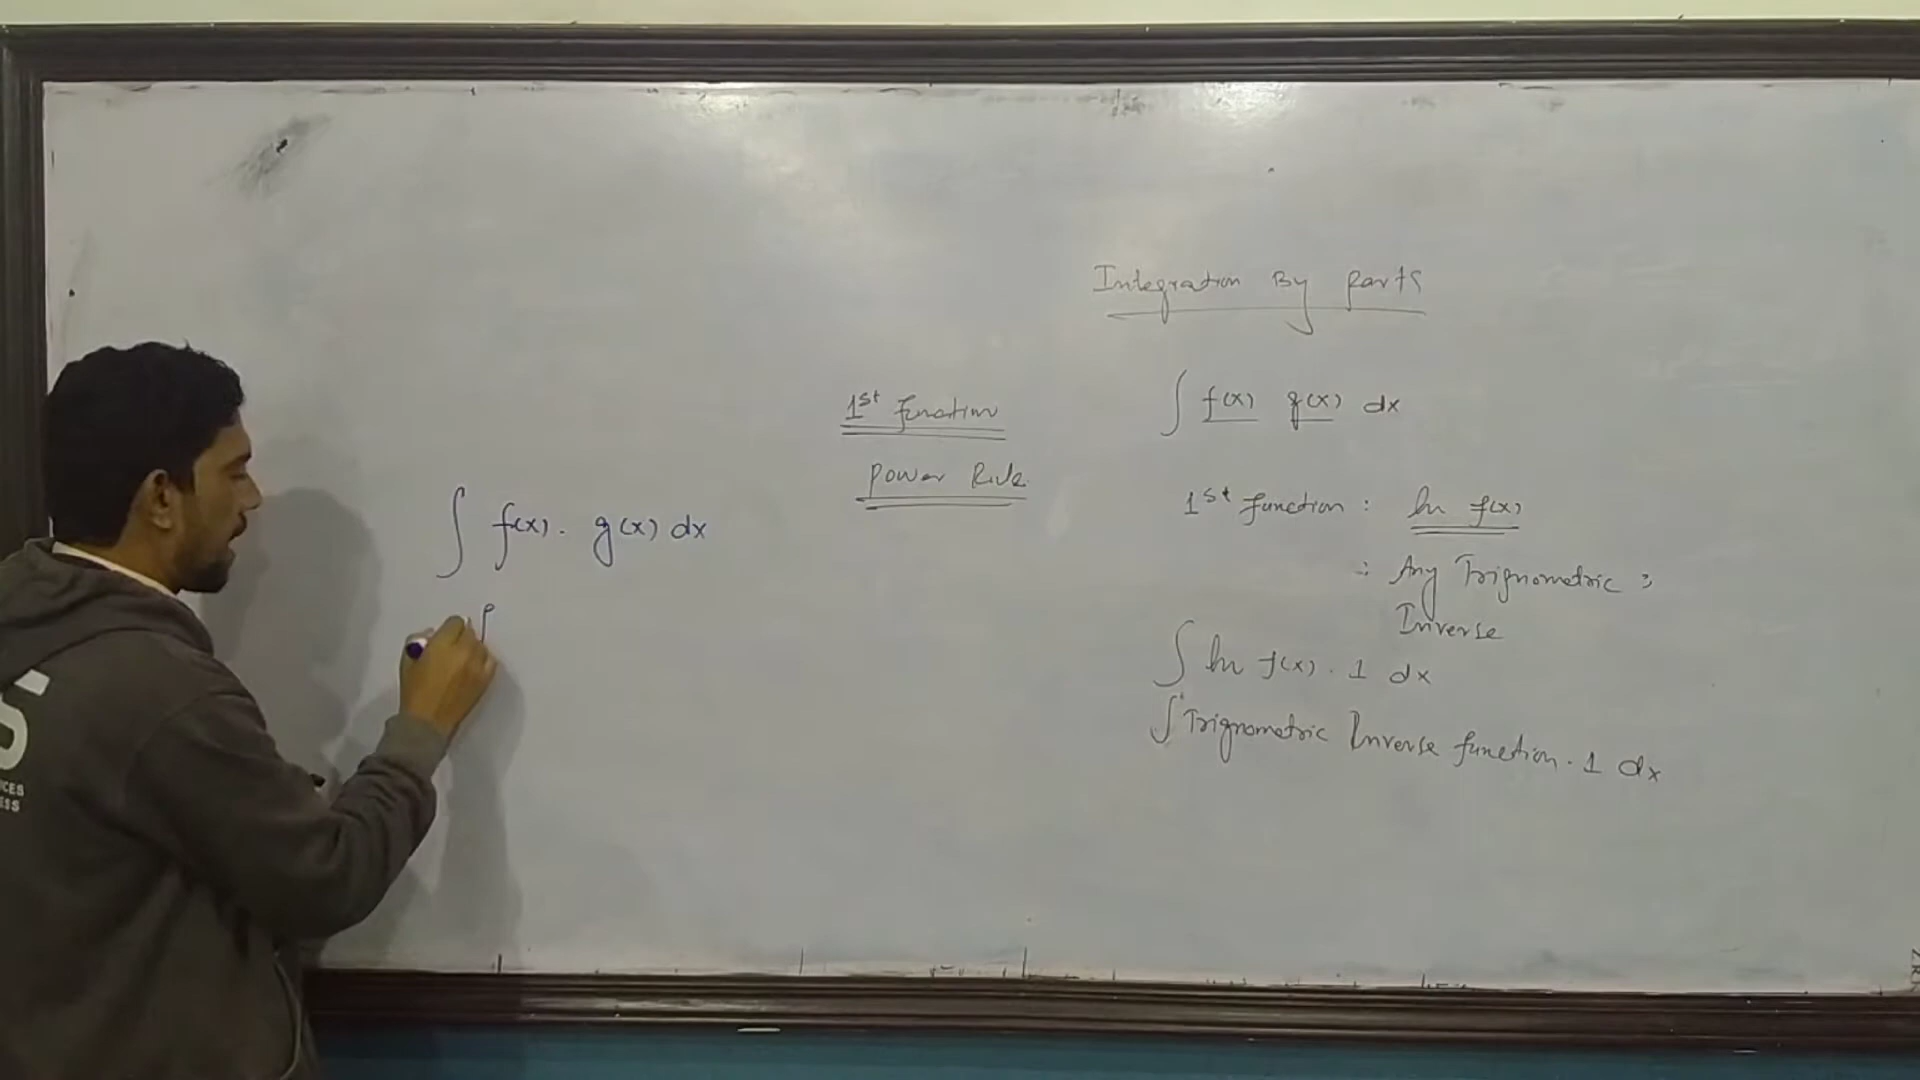 Integration By Parts
∫ f(x) g(x) dx
1st function : ln f(x)
: Any Trignometric
Inverse
∫ ln f(x) . 1 dx
∫ Trignometric Inverse function . 1 dx
1st function
Power Rule
∫ f(x) . g(x) dx